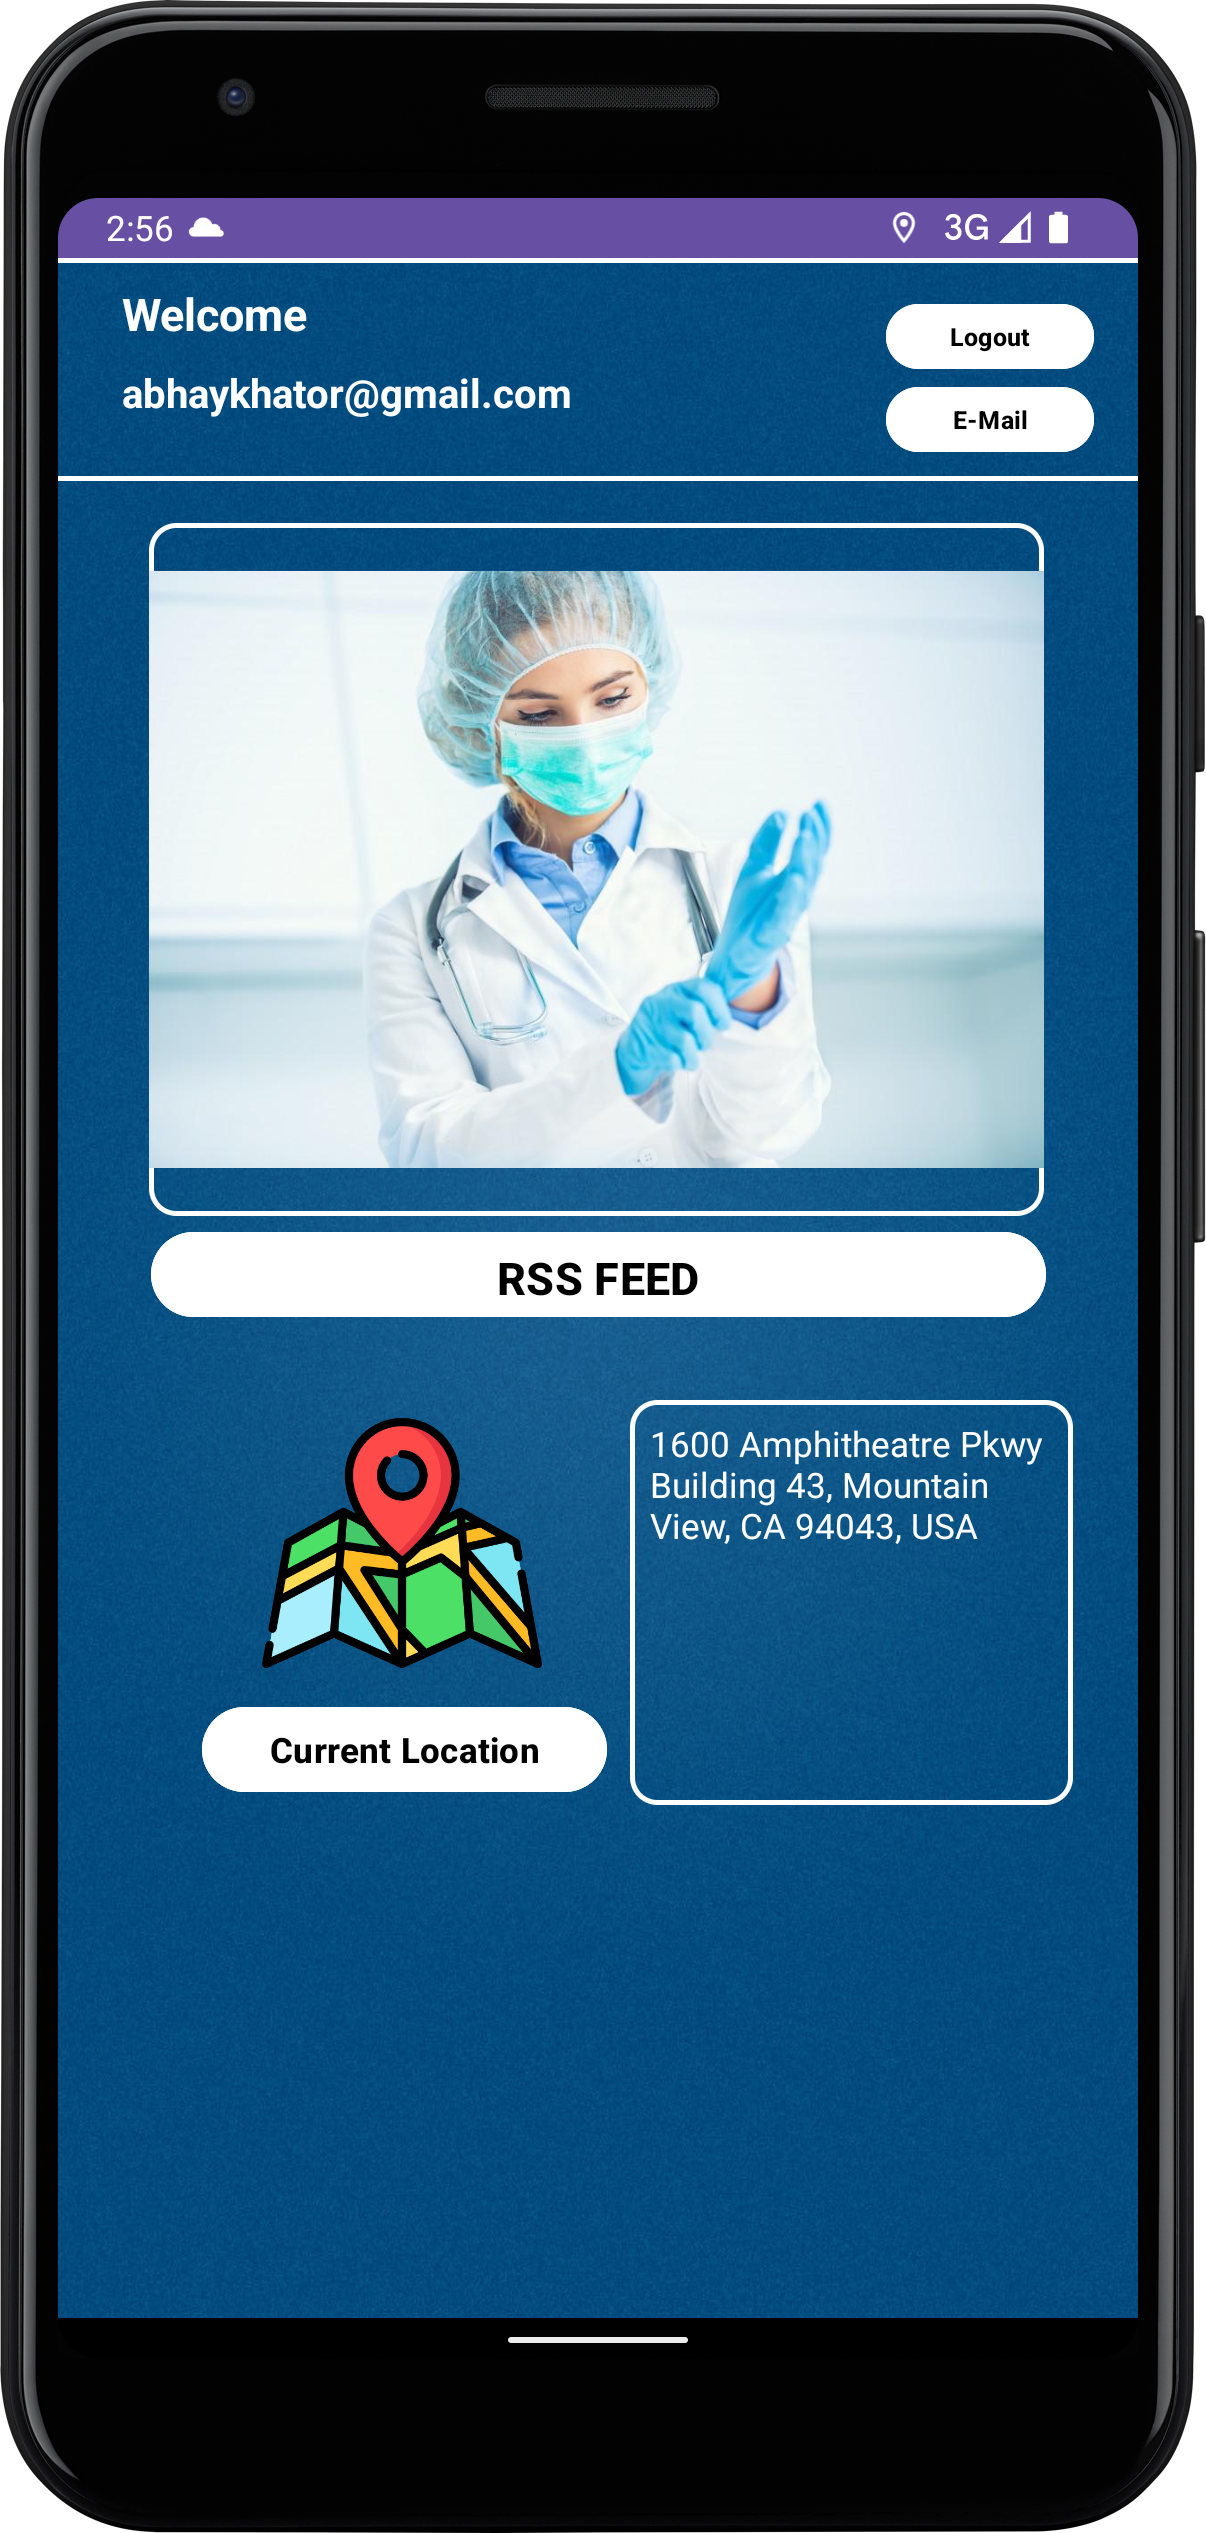 2:56
3G
Welcome
Logout
abhaykhator@gmail.com
E-Mail
RSS FEED
1600 Amphitheatre Pkwy
Building 43, Mountain
View, CA 94043, USA
Current Location